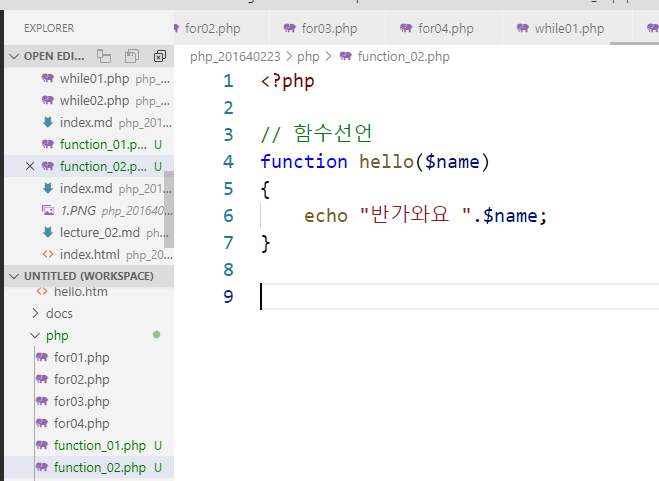 EXPLORER
for02.php
for03.php
for04.php
while01.php
OPEN EDI...
php_201640223 > php > function_02.php
while01.php php_...
while02.php php_...
index.md php_201...
function_01.p... U
function_02.p... U
index.md php_201...
1.PNG php_201640...
lecture_02.md php_...
index.html php_20...
UNTITLED (WORKSPACE)
hello.htm
docs
php
for01.php
for02.php
for03.php
for04.php
function_01.php U
function_02.php U
1 <?php
2
3 // 함수선언
4 function hello($name)
5 {
6 echo "반가와요 ".$name;
7 }
8
9